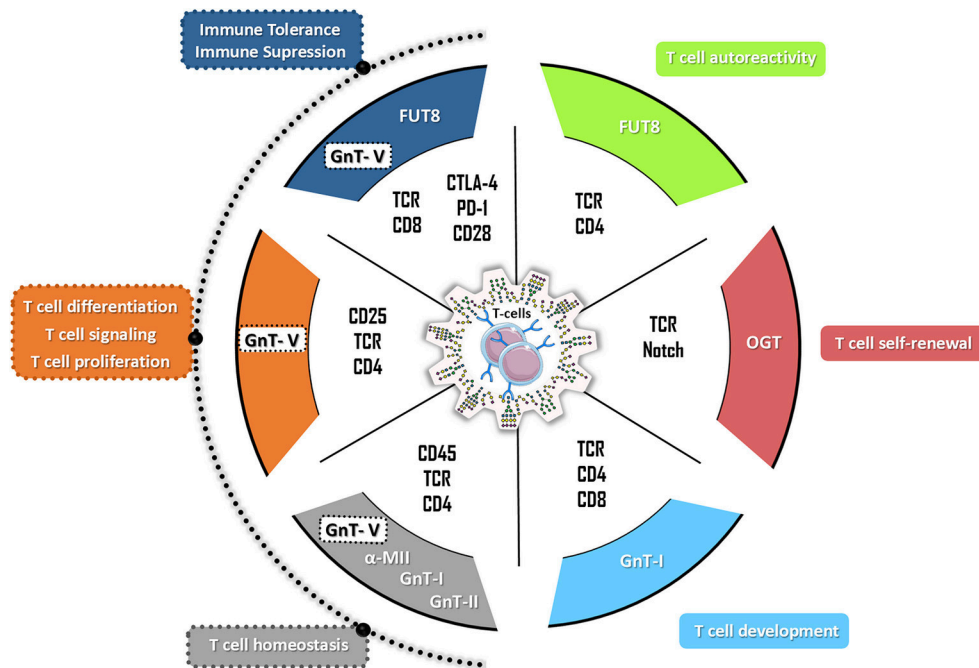 Immune Tolerance
Immune Supression
T cell autoreactivity
FUT8
GnT- V
FUT8
CTLA-4
PD-1
CD28
TCR
CD8
TCR
CD4
T cell differentiation
T cell signaling
T cell proliferation
GnT- V
CD25
TCR
CD4
T-cells
TCR
Notch
OGT
T cell self-renewal
CD45
TCR
CD4
TCR
CD4
CD8
GnT- V
α-MII
GnT-I
GnT-II
GnT-I
T cell homeostasis
T cell development